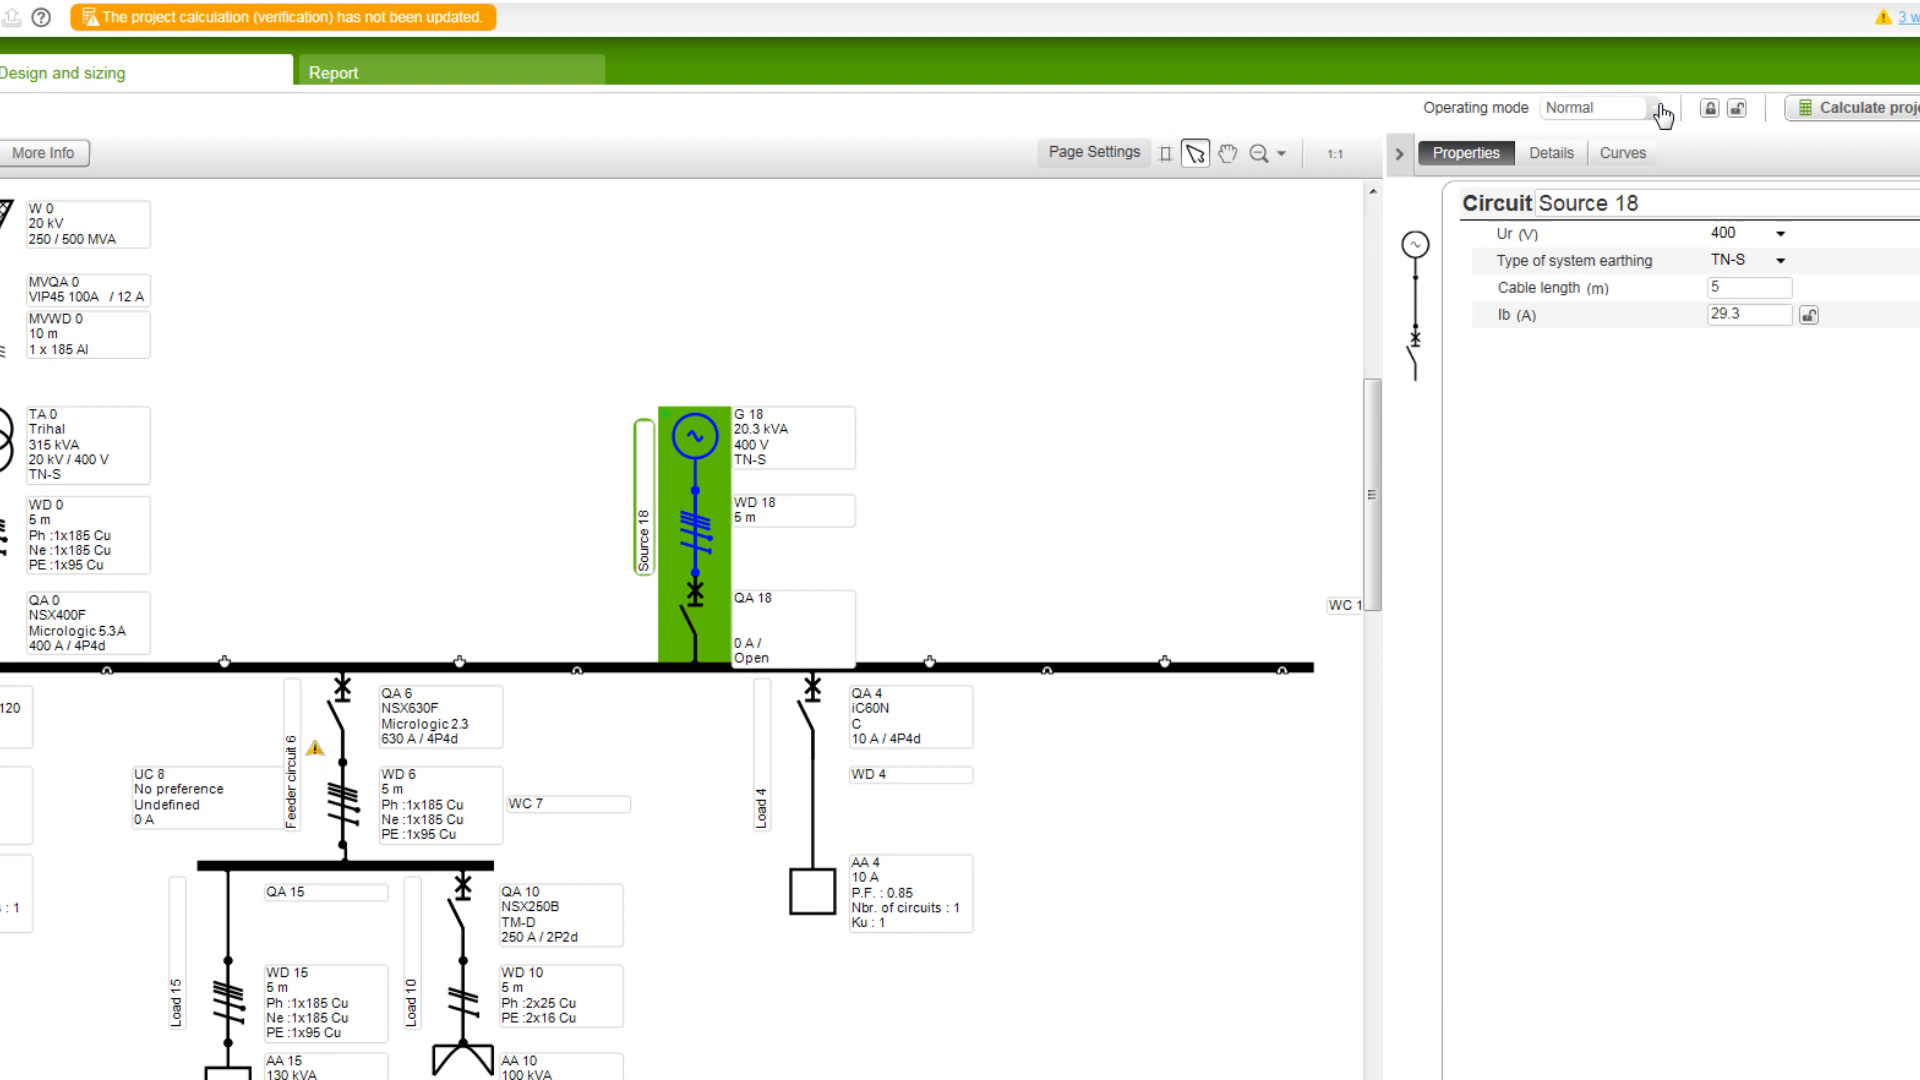 The project calculation (verification) has not been updated.
3 w
Design and sizing
Report
Operating mode
Normal
Calculate proj
More Info
Page Settings
1:1
Properties
Details
Curves
W 0
20 kV
250 / 500 MVA
MVQA 0
VIP45 100A / 12 A
MVWD 0
10 m
1 x 185 Al
TA 0
Trihal
315 kVA
20 kV / 400 V
TN-S
WD 0
5 m
Ph :1x185 Cu
Ne :1x185 Cu
PE :1x95 Cu
QA 0
NSX400F
Micrologic 5.3A
400 A / 4P4d
Source 18
G 18
20.3 kVA
400 V
TN-S
WD 18
5 m
QA 18
0 A /
Open
WC 1
Circuit Source 18
Ur (V) 400
Type of system earthing TN-S
Cable length (m) 5
Ib (A) 29.3
120
: 1
UC 8
No preference
Undefined
0 A
Feeder circuit 6
QA 6
NSX630F
Micrologic 2.3
630 A / 4P4d
WD 6
5 m
Ph :1x185 Cu
Ne :1x185 Cu
PE :1x95 Cu
WC 7
Load 4
QA 4
iC60N
C
10 A / 4P4d
WD 4
AA 4
10 A
P.F. : 0.85
Nbr. of circuits : 1
Ku : 1
Load 15
QA 15
WD 15
5 m
Ph :1x185 Cu
Ne :1x185 Cu
PE :1x95 Cu
AA 15
130 kVA
Load 10
QA 10
NSX250B
TM-D
250 A / 2P2d
WD 10
5 m
Ph :2x25 Cu
PE :2x16 Cu
AA 10
100 kVA